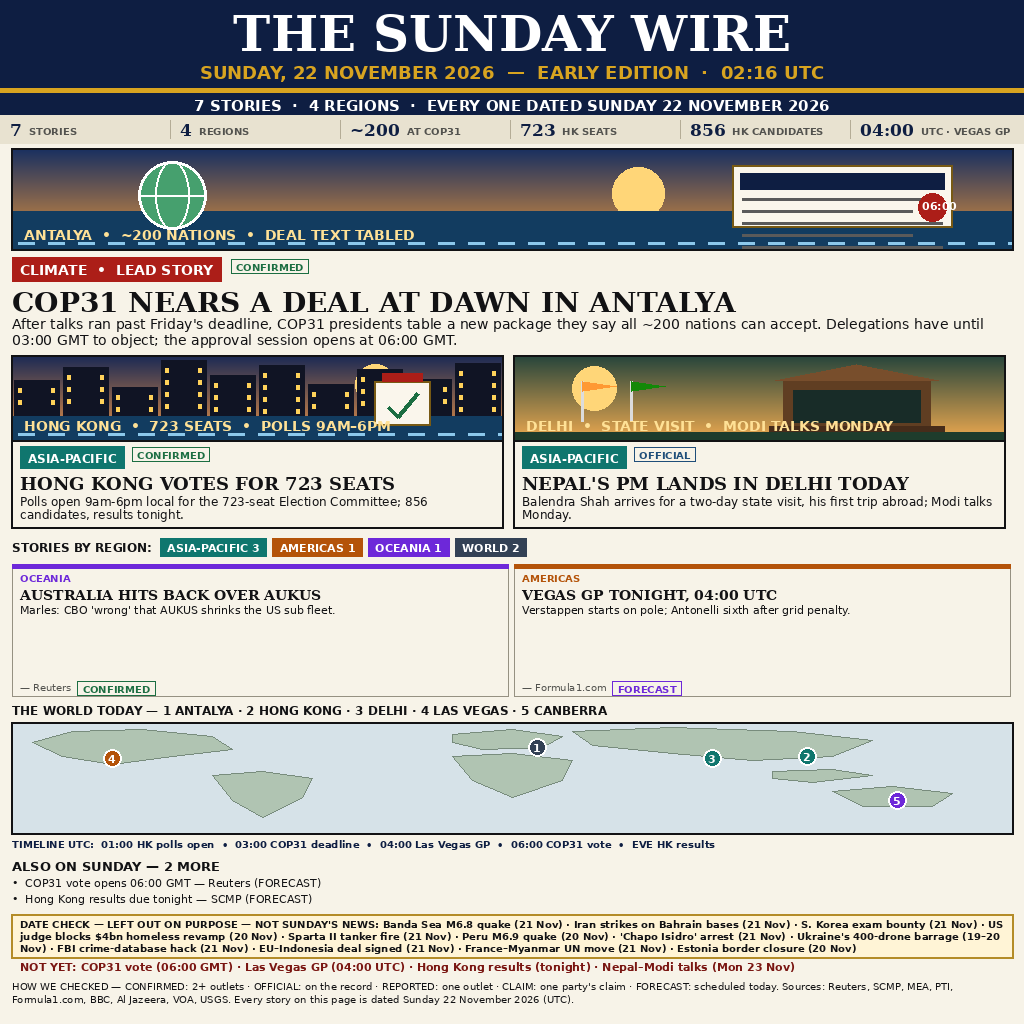 THE SUNDAY WIRE
SUNDAY, 22 NOVEMBER 2026 — EARLY EDITION · 02:16 UTC
7 STORIES · 4 REGIONS · EVERY ONE DATED SUNDAY 22 NOVEMBER 2026
7 STORIES 4 REGIONS ~200 AT COP31 723 HK SEATS 856 HK CANDIDATES 04:00 UTC · VEGAS GP
06:00
ANTALYA • ~200 NATIONS • DEAL TEXT TABLED
CLIMATE • LEAD STORY CONFIRMED
COP31 NEARS A DEAL AT DAWN IN ANTALYA
After talks ran past Friday's deadline, COP31 presidents table a new package they say all ~200 nations can accept. Delegations have until
03:00 GMT to object; the approval session opens at 06:00 GMT.
HONG KONG • 723 SEATS • POLLS 9AM-6PM
ASIA-PACIFIC CONFIRMED
HONG KONG VOTES FOR 723 SEATS
Polls open 9am-6pm local for the 723-seat Election Committee; 856
candidates, results tonight.
DELHI • STATE VISIT • MODI TALKS MONDAY
ASIA-PACIFIC OFFICIAL
NEPAL'S PM LANDS IN DELHI TODAY
Balendra Shah arrives for a two-day state visit, his first trip abroad; Modi talks
Monday.
STORIES BY REGION: ASIA-PACIFIC 3 AMERICAS 1 OCEANIA 1 WORLD 2
OCEANIA
AUSTRALIA HITS BACK OVER AUKUS
Marles: CBO 'wrong' that AUKUS shrinks the US sub fleet.
— Reuters CONFIRMED
AMERICAS
VEGAS GP TONIGHT, 04:00 UTC
Verstappen starts on pole; Antonelli sixth after grid penalty.
— Formula1.com FORECAST
THE WORLD TODAY — 1 ANTALYA · 2 HONG KONG · 3 DELHI · 4 LAS VEGAS · 5 CANBERRA
1
4
3
2
5
TIMELINE UTC: 01:00 HK polls open • 03:00 COP31 deadline • 04:00 Las Vegas GP • 06:00 COP31 vote • EVE HK results
ALSO ON SUNDAY — 2 MORE
• COP31 vote opens 06:00 GMT — Reuters (FORECAST)
• Hong Kong results due tonight — SCMP (FORECAST)
DATE CHECK — LEFT OUT ON PURPOSE — NOT SUNDAY'S NEWS: Banda Sea M6.8 quake (21 Nov) · Iran strikes on Bahrain bases (21 Nov) · S. Korea exam bounty (21 Nov) · US
judge blocks $4bn homeless revamp (20 Nov) · Sparta II tanker fire (21 Nov) · Peru M6.9 quake (20 Nov) · 'Chapo Isidro' arrest (21 Nov) · Ukraine's 400-drone barrage (19–20
Nov) · FBI crime-database hack (21 Nov) · EU–Indonesia deal signed (21 Nov) · France–Myanmar UN move (21 Nov) · Estonia border closure (20 Nov)
NOT YET: COP31 vote (06:00 GMT) · Las Vegas GP (04:00 UTC) · Hong Kong results (tonight) · Nepal–Modi talks (Mon 23 Nov)
HOW WE CHECKED — CONFIRMED: 2+ outlets · OFFICIAL: on the record · REPORTED: one outlet · CLAIM: one party's claim · FORECAST: scheduled today. Sources: Reuters, SCMP, MEA, PTI,
Formula1.com, BBC, Al Jazeera, VOA, USGS. Every story on this page is dated Sunday 22 November 2026 (UTC).